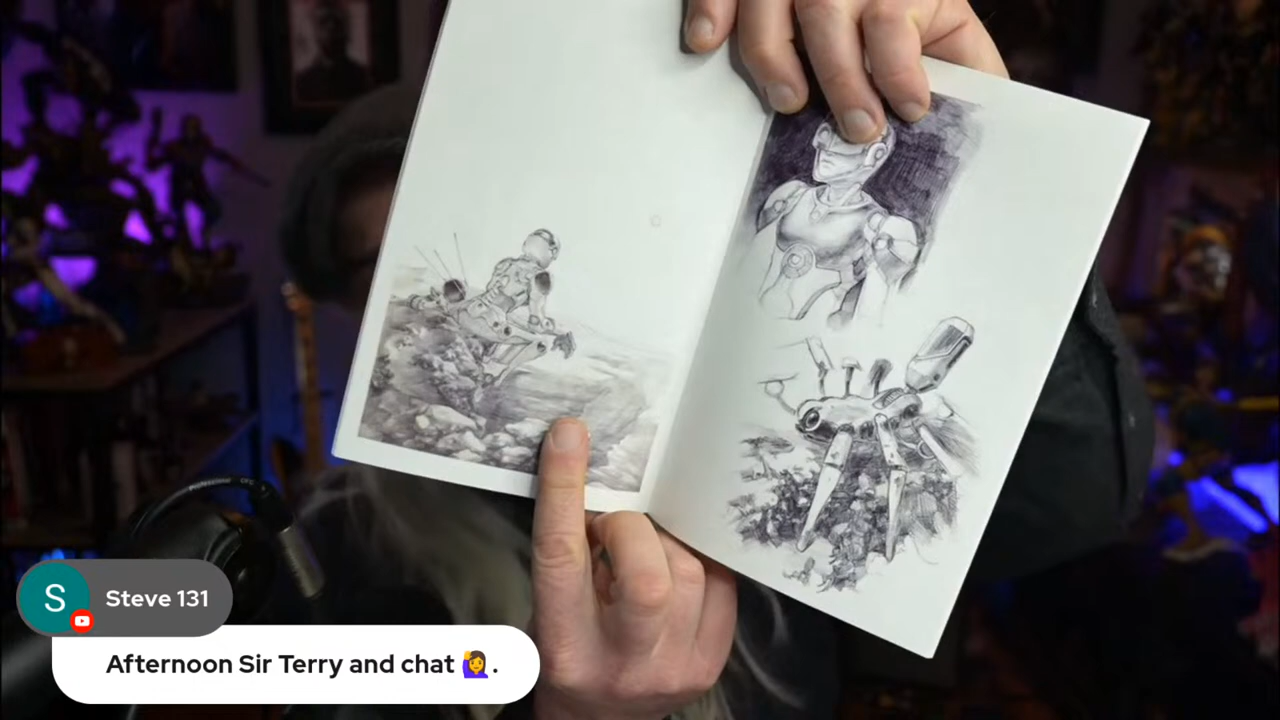 S
Steve 131
Afternoon Sir Terry and chat 🙋‍♀️.